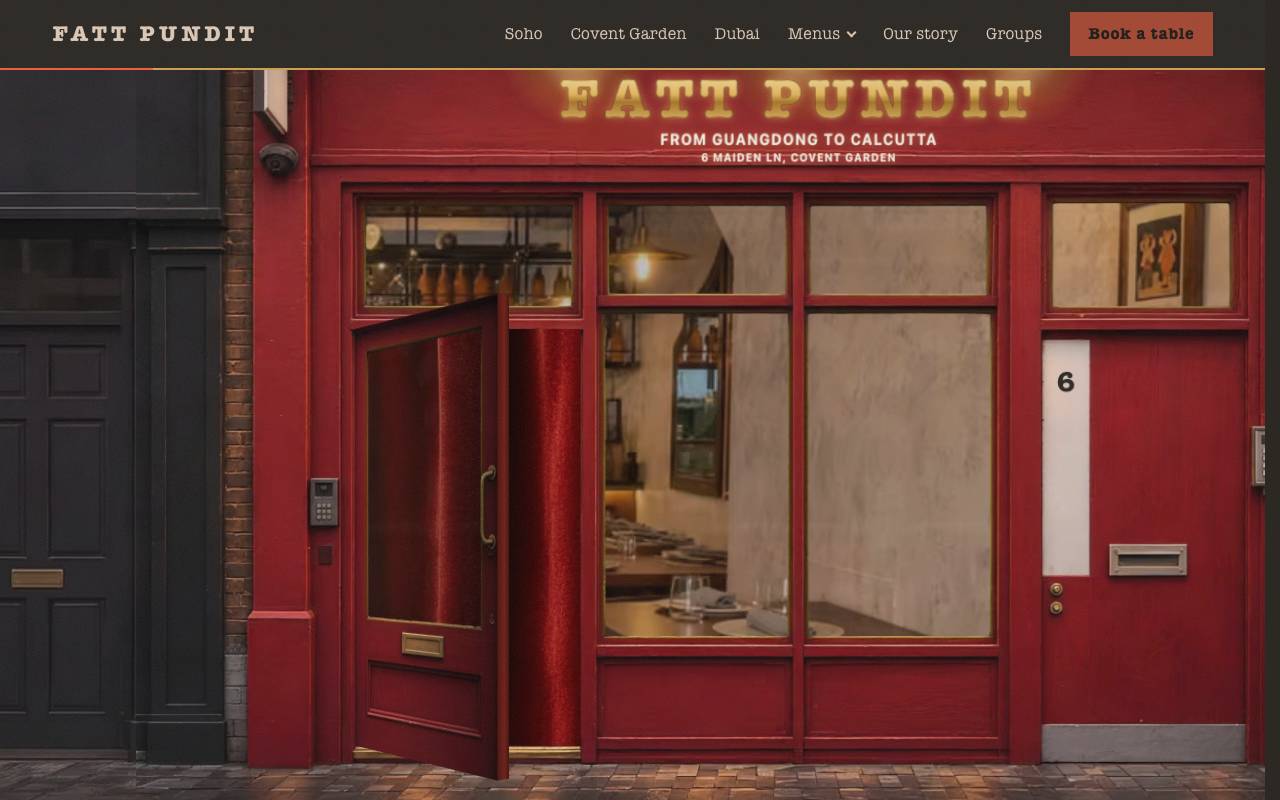 FATT PUNDIT
Soho
Covent Garden
Dubai
Menus
Our story
Groups
Book a table
FATT PUNDIT
FROM GUANGDONG TO CALCUTTA
6 MAIDEN LN, COVENT GARDEN
6